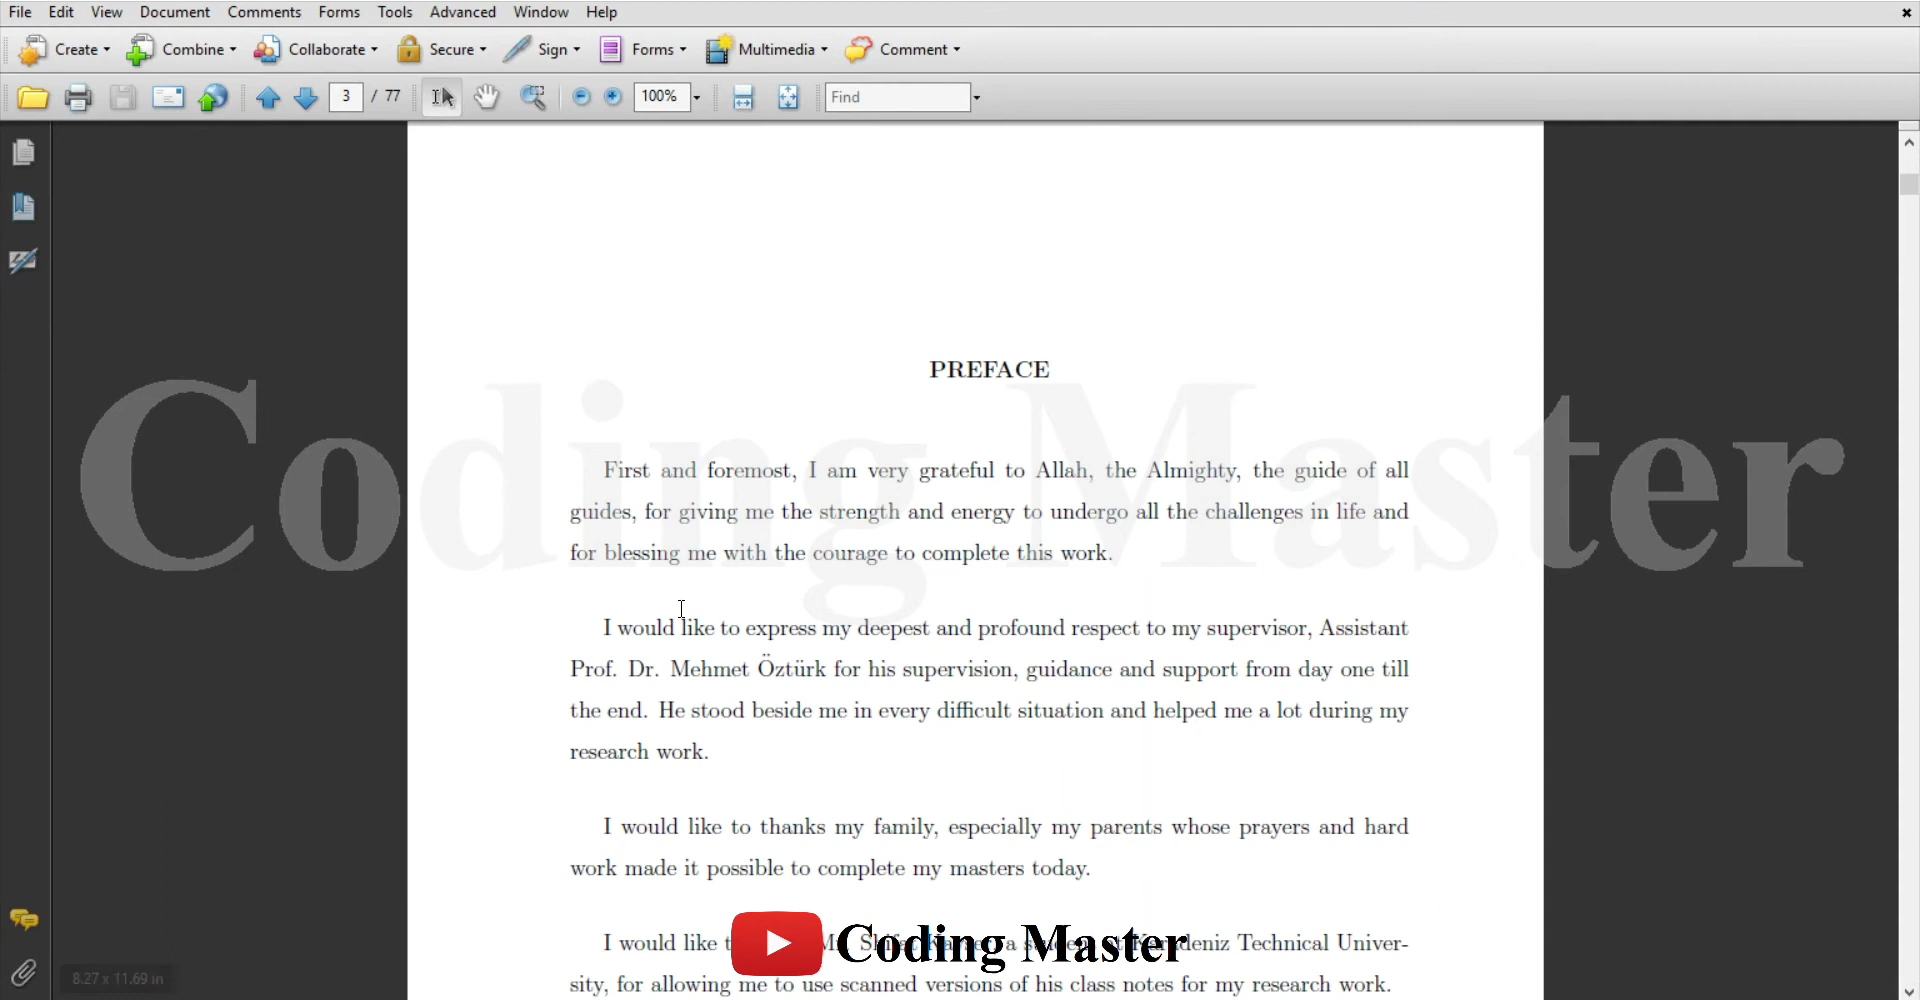 File Edit View Document Comments Forms Tools Advanced Window Help
Create Combine Collaborate Secure Sign Forms Multimedia Comment
3 / 77 100% Find
PREFACE
Coding Master
First and foremost, I am very grateful to Allah, the Almighty, the guide of all
guides, for giving me the strength and energy to undergo all the challenges in life and
for blessing me with the courage to complete this work.
I would like to express my deepest and profound respect to my supervisor, Assistant
Prof. Dr. Mehmet Öztürk for his supervision, guidance and support from day one till
the end. He stood beside me in every difficult situation and helped me a lot during my
research work.
I would like to thanks my family, especially my parents whose prayers and hard
work made it possible to complete my masters today.
I would like a student at Karadeniz Technical Univer-
Coding Master
sity, for allowing me to use scanned versions of his class notes for my research work.
8.27 x 11.69 in